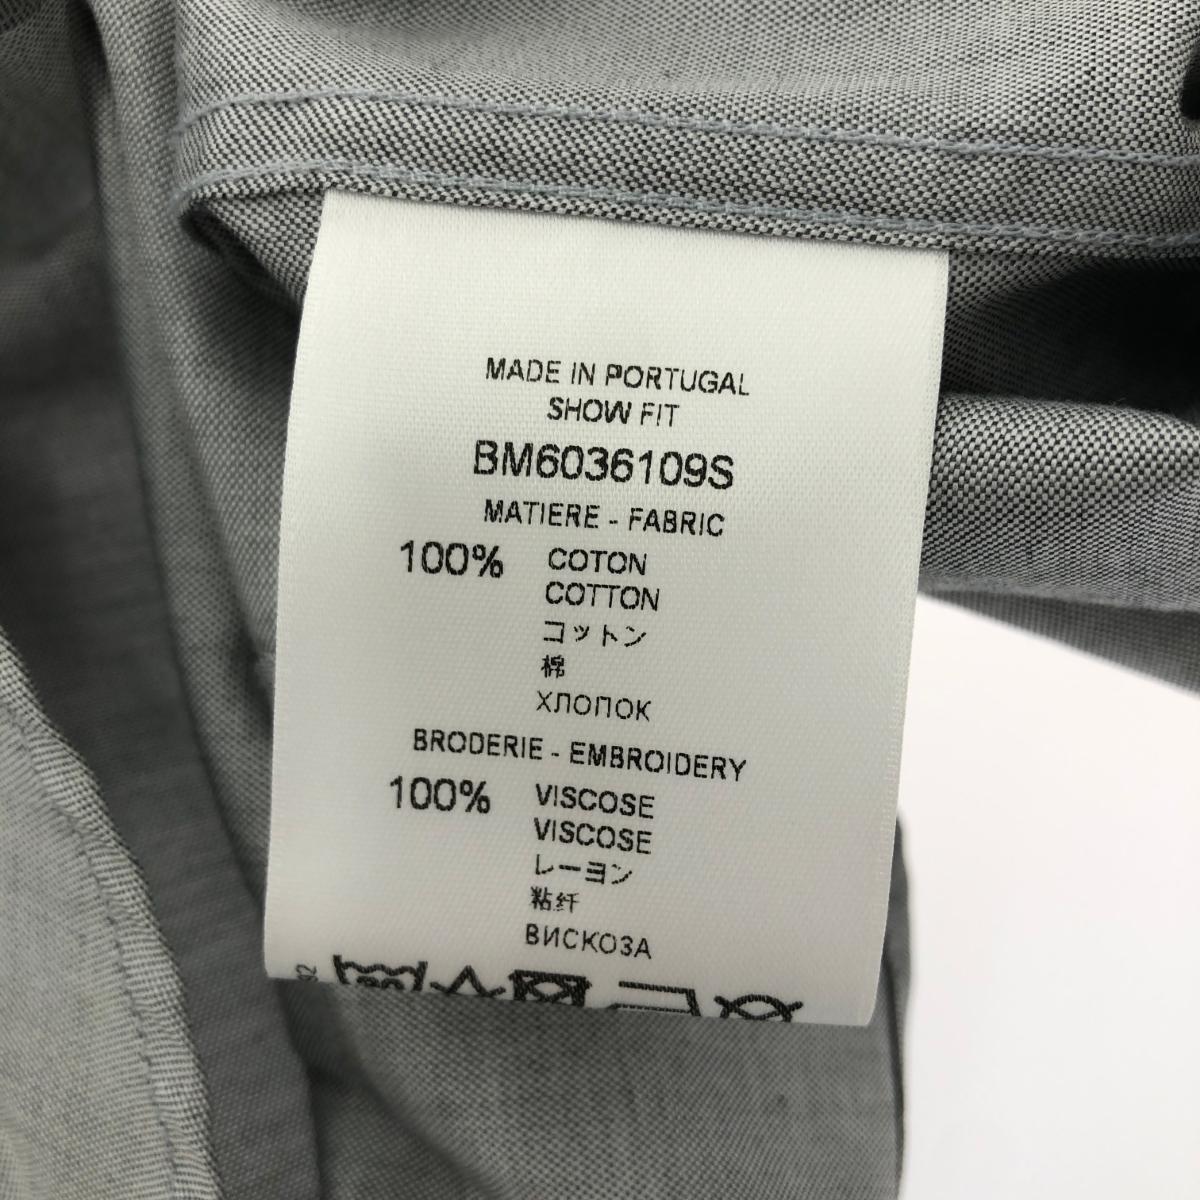 MADE IN PORTUGAL
SHOW FIT
BM6036109S
MATIERE - FABRIC
100% COTON
COTTON
コットン
棉
ХЛОПОК
BRODERIE - EMBROIDERY
100% VISCOSE
VISCOSE
レーヨン
粘纤
ВИСКОЗА